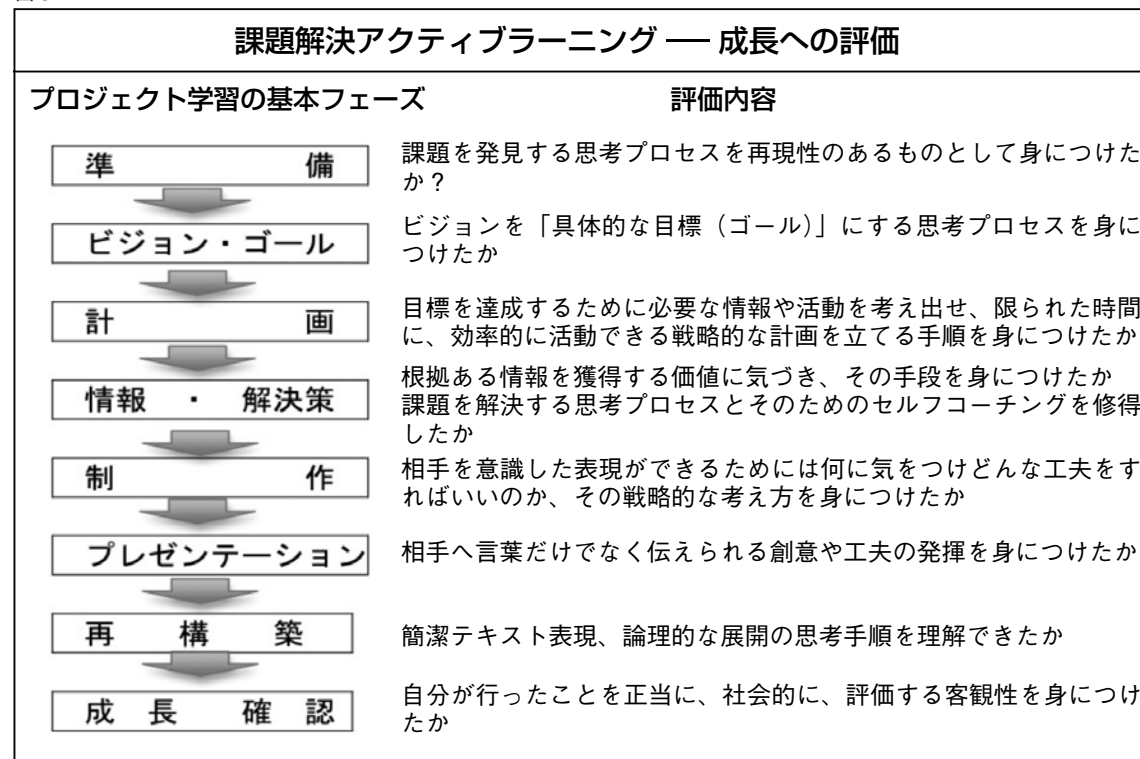 課題解決アクティブラーニング ── 成長への評価
プロジェクト学習の基本フェーズ 評価内容
準備
課題を発見する思考プロセスを再現性のあるものとして身につけた
か？
ビジョン・ゴール
ビジョンを「具体的な目標（ゴール）」にする思考プロセスを身に
つけたか
計画
目標を達成するために必要な情報や活動を考え出せ、限られた時間
に、効率的に活動できる戦略的な計画を立てる手順を身につけたか
情報・解決策
根拠ある情報を獲得する価値に気づき、その手段を身につけたか
課題を解決する思考プロセスとそのためのセルフコーチングを修得
したか
制作
相手を意識した表現ができるためには何に気をつけどんな工夫をす
ればいいのか、その戦略的な考え方を身につけたか
プレゼンテーション
相手へ言葉だけでなく伝えられる創意や工夫の発揮を身につけたか
再構築
簡潔テキスト表現、論理的な展開の思考手順を理解できたか
成長確認
自分が行ったことを正当に、社会的に、評価する客観性を身につけ
たか